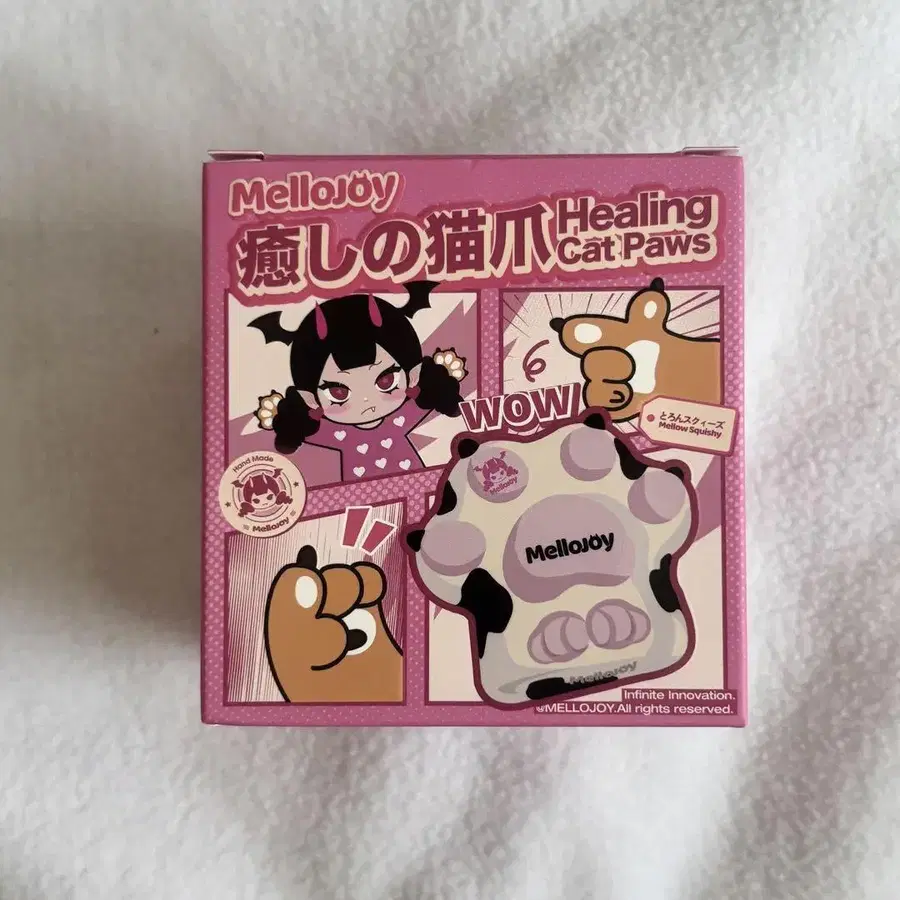 MelloJOy
癒しの猫爪
Healing
Cat Paws
WOW
とろんスクィーズ
Mellow Squishy
Hand Made
MelloJOy
MelloJOy
MelloJOy
MelloJOy
Infinite Innovation.
©MELLOJOY.All rights reserved.